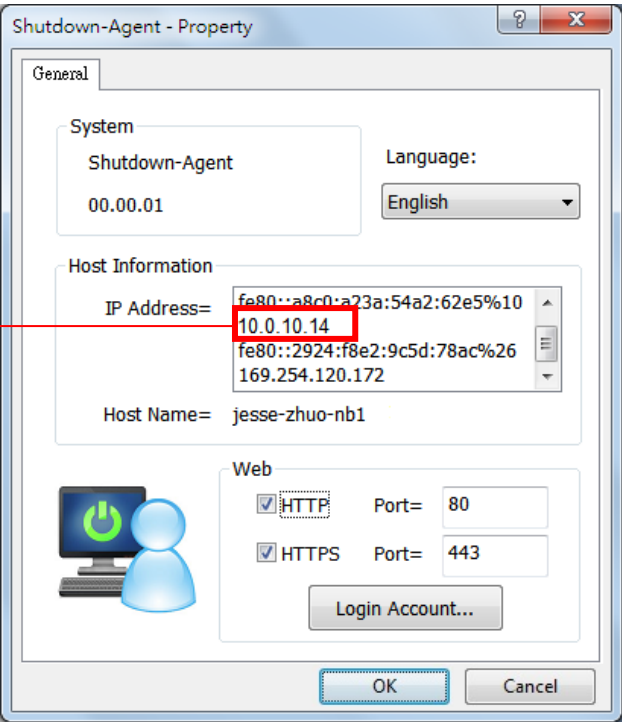 Shutdown-Agent - Property
General
System
Shutdown-Agent
00.00.01
Language:
English
Host Information
IP Address=
fe80::a8c0:a23a:54a2:62e5%10
10.0.10.14
fe80::2924:f8e2:9c5d:78ac%26
169.254.120.172
Host Name= jesse-zhuo-nb1
Web
HTTP Port= 80
HTTPS Port= 443
Login Account...
OK Cancel